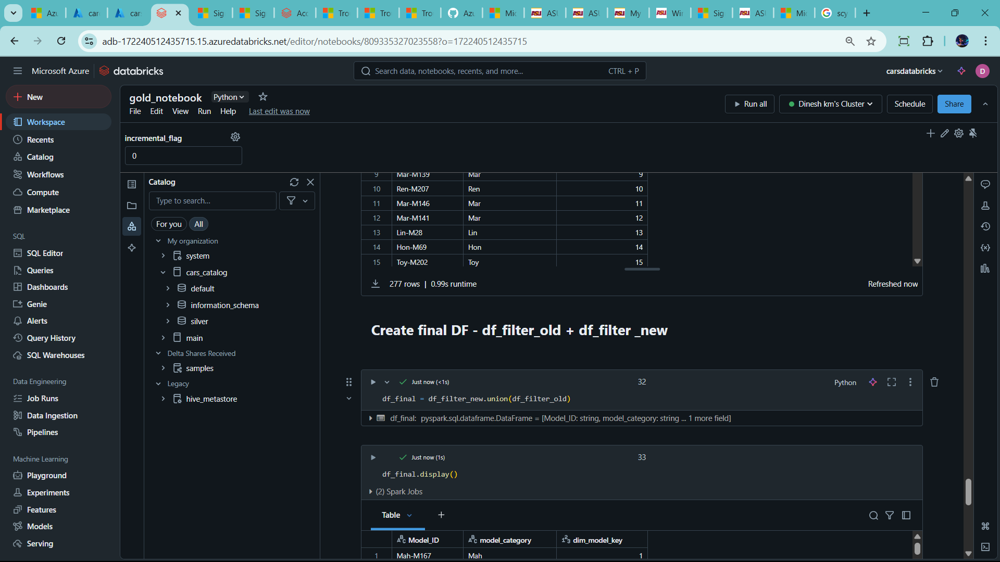 Azu
car
car
Sig
Sig
Acc
Tro
Tro
Tro
Azu
Mic
ASU
ASU
My
Win
Sig
ASU
Mic
scy
adb-172240512435715.15.azuredatabricks.net/editor/notebooks/809335327023558?o=172240512435715
Microsoft Azure
databricks
Search data, notebooks, recents, and more...
CTRL + P
carsdatabricks
D
New
Workspace
Recents
Catalog
Workflows
Compute
Marketplace
SQL
SQL Editor
Queries
Dashboards
Genie
Alerts
Query History
SQL Warehouses
Data Engineering
Job Runs
Data Ingestion
Pipelines
Machine Learning
Playground
Experiments
Features
Models
Serving
gold_notebook
Python
File Edit View Run Help Last edit was now
Run all
Dinesh km's Cluster
Schedule
Share
incremental_flag
0
Catalog
Type to search...
For you
All
My organization
system
cars_catalog
default
information_schema
silver
main
Delta Shares Received
samples
Legacy
hive_metastore
9 Mar-M139 Mar 9
10 Ren-M207 Ren 10
11 Mar-M146 Mar 11
12 Mar-M141 Mar 12
13 Lin-M28 Lin 13
14 Hon-M69 Hon 14
15 Toy-M202 Toy 15
277 rows | 0.99s runtime
Refreshed now
Create final DF - df_filter_old + df_filter _new
Just now (<1s)
32
Python
df_final = df_filter_new.union(df_filter_old)
df_final: pyspark.sql.dataframe.DataFrame = [Model_ID: string, model_category: string ... 1 more field]
Just now (1s)
33
df_final.display()
(2) Spark Jobs
Table
Model_ID model_category dim_model_key
1 Mah-M167 Mah 1